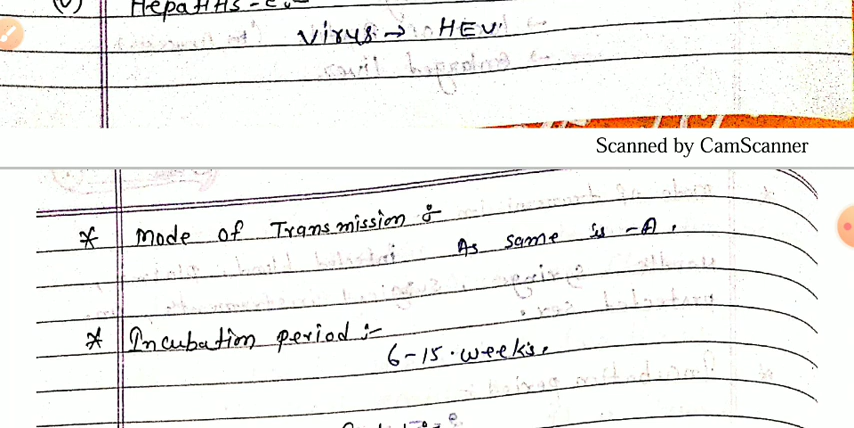 (v) Hepatitis - E
Virus → HEV.
Scanned by CamScanner
* Mode of Transmission :-
As same is - A.
* Incubation period :-
6-15 weeks.